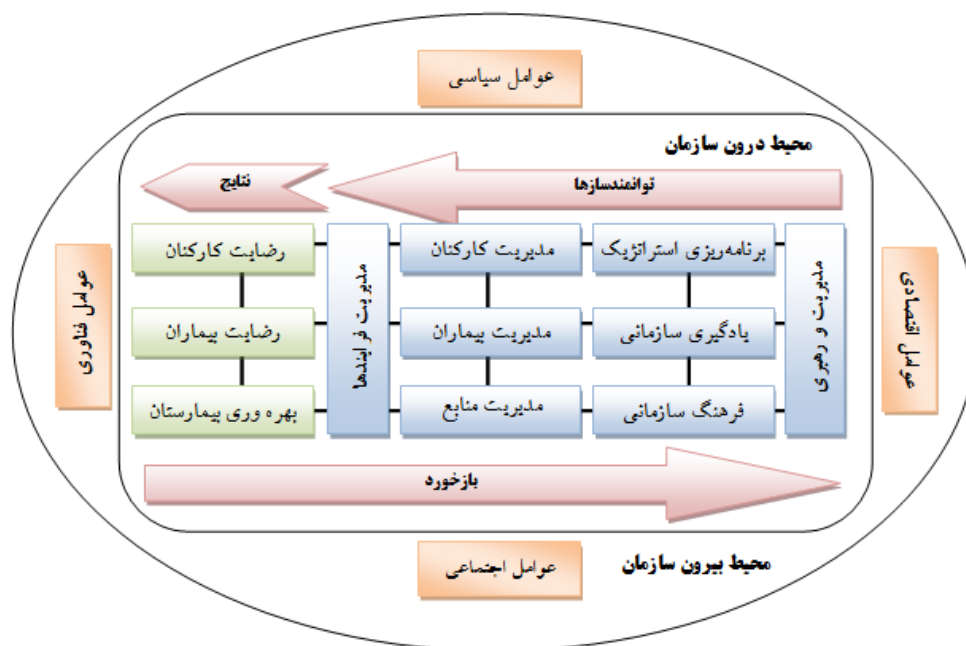 عوامل سیاسی
محیط درون سازمان
توانمندسازها
نتایج
عوامل اقتصادی
مدیریت و رهبری
برنامه‌ریزی استراتژیک
مدیریت کارکنان
مدیریت فرایندها
رضایت کارکنان
عوامل فناوری
یادگیری سازمانی
مدیریت بیماران
رضایت بیماران
فرهنگ سازمانی
مدیریت منابع
بهره وری بیمارستان
بازخورد
محیط بیرون سازمان
عوامل اجتماعی